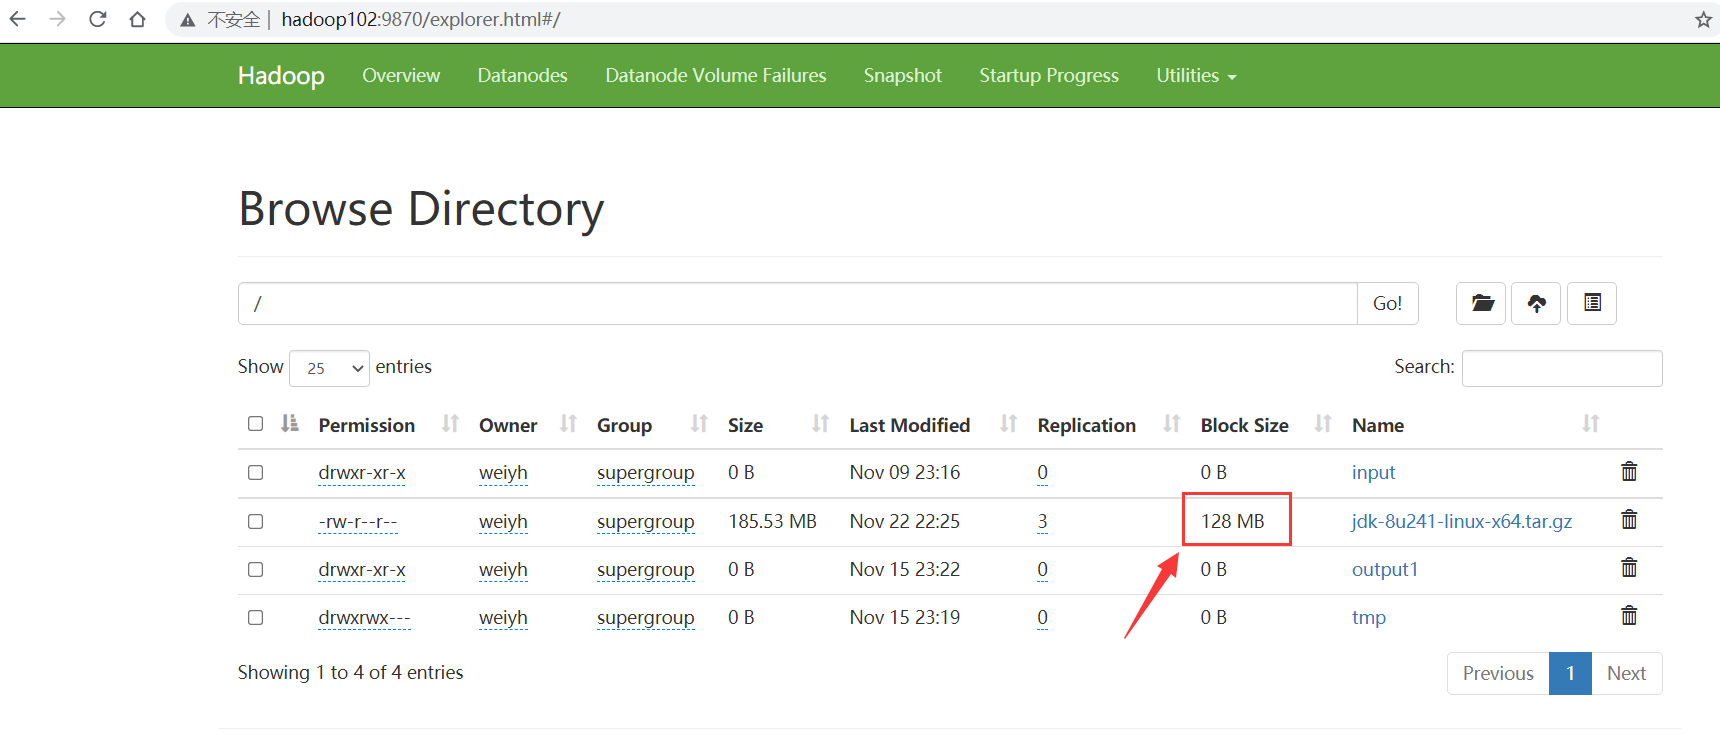 不安全 | hadoop102:9870/explorer.html#/
Hadoop Overview Datanodes Datanode Volume Failures Snapshot Startup Progress Utilities
Browse Directory
/ Go!
Show 25 entries Search:
Permission Owner Group Size Last Modified Replication Block Size Name
drwxr-xr-x weiyh supergroup 0 B Nov 09 23:16 0 0 B input
-rw-r--r-- weiyh supergroup 185.53 MB Nov 22 22:25 3 128 MB jdk-8u241-linux-x64.tar.gz
drwxr-xr-x weiyh supergroup 0 B Nov 15 23:22 0 0 B output1
drwxrwx--- weiyh supergroup 0 B Nov 15 23:19 0 0 B tmp
Showing 1 to 4 of 4 entries Previous 1 Next